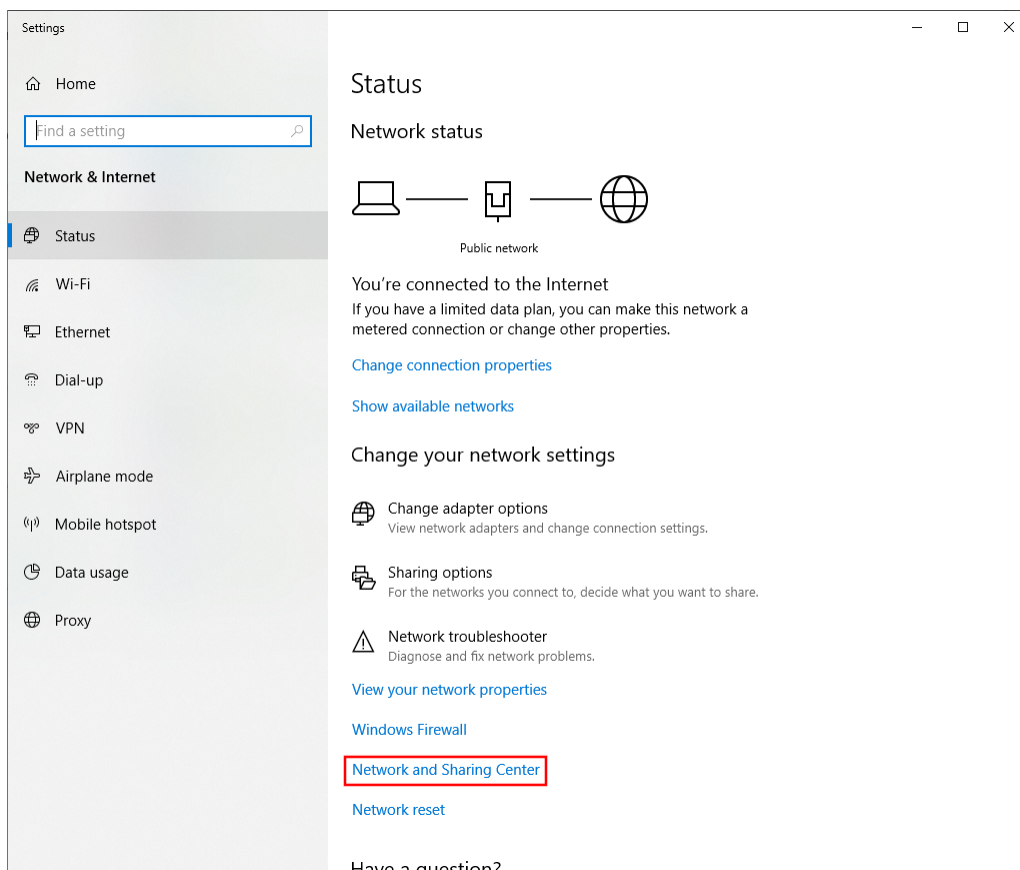 Settings
Home
Find a setting
Network & Internet
Status
Wi-Fi
Ethernet
Dial-up
VPN
Airplane mode
Mobile hotspot
Data usage
Proxy
Status
Network status
Public network
You’re connected to the Internet
If you have a limited data plan, you can make this network a
metered connection or change other properties.
Change connection properties
Show available networks
Change your network settings
Change adapter options
View network adapters and change connection settings.
Sharing options
For the networks you connect to, decide what you want to share.
Network troubleshooter
Diagnose and fix network problems.
View your network properties
Windows Firewall
Network and Sharing Center
Network reset
Have a question?